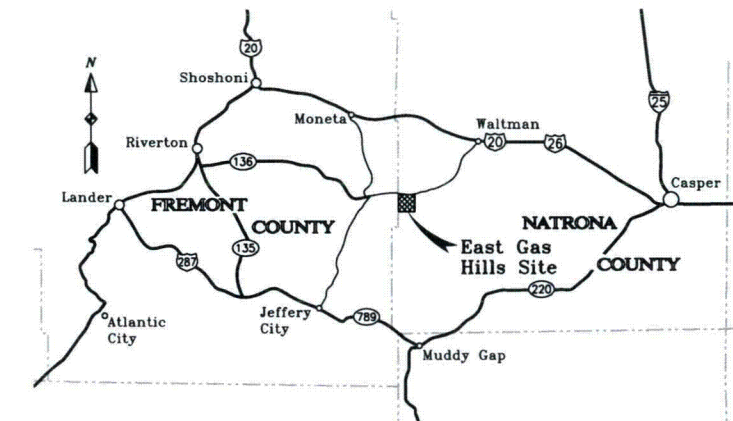 20
N
25
Shoshoni
Moneta
Waltman
20
26
Riverton
136
Casper
Lander
FREMONT
NATRONA
COUNTY
135
East Gas
Hills Site
COUNTY
287
220
Jeffery
City
789
Atlantic
City
Muddy Gap